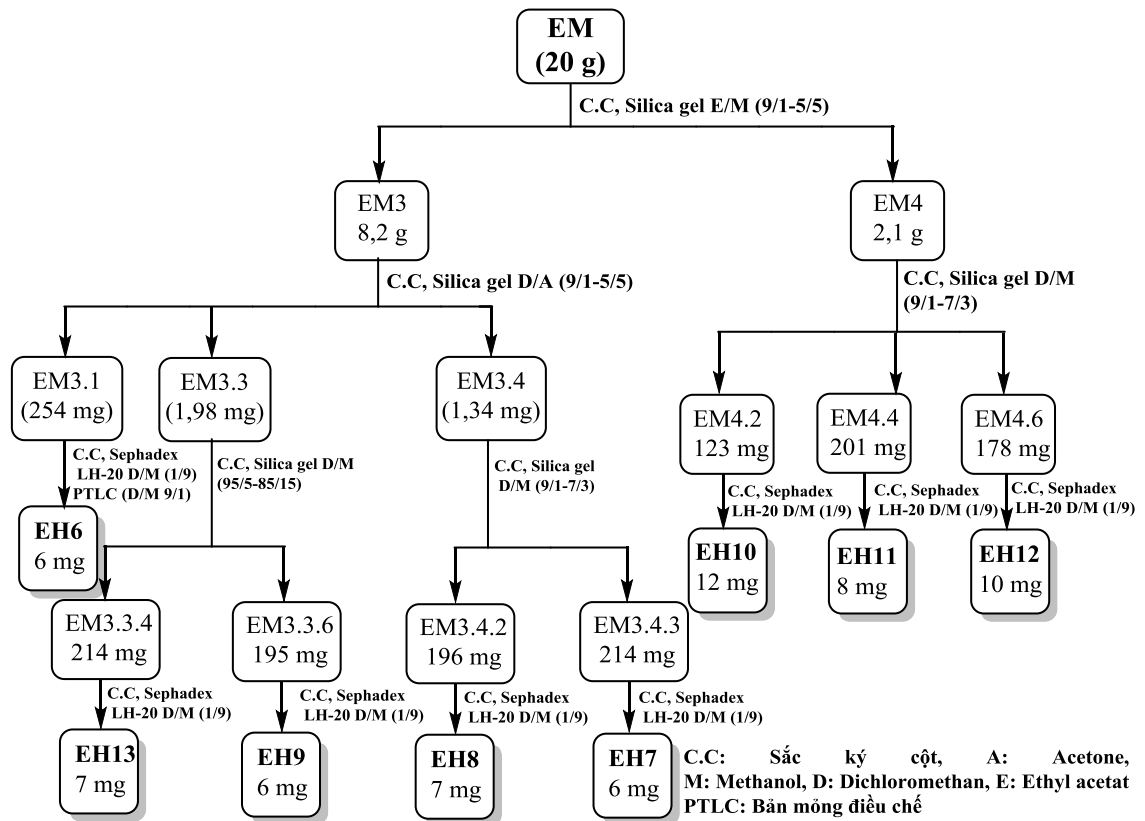 EM
(20 g)
C.C, Silica gel E/M (9/1-5/5)
EM3
8,2 g
EM4
2,1 g
C.C, Silica gel D/A (9/1-5/5)
C.C, Silica gel D/M
(9/1-7/3)
EM3.1
(254 mg)
EM3.3
(1,98 mg)
EM3.4
(1,34 mg)
EM4.2
123 mg
EM4.4
201 mg
EM4.6
178 mg
C.C, Sephadex
LH-20 D/M (1/9)
PTLC (D/M 9/1)
C.C, Silica gel D/M
(95/5-85/15)
C.C, Silica gel
D/M (9/1-7/3)
C.C, Sephadex
LH-20 D/M (1/9)
C.C, Sephadex
LH-20 D/M (1/9)
C.C, Sephadex
LH-20 D/M (1/9)
EH6
6 mg
EH10
12 mg
EH11
8 mg
EH12
10 mg
EM3.3.4
214 mg
EM3.3.6
195 mg
EM3.4.2
196 mg
EM3.4.3
214 mg
C.C, Sephadex
LH-20 D/M (1/9)
C.C, Sephadex
LH-20 D/M (1/9)
C.C, Sephadex
LH-20 D/M (1/9)
C.C, Sephadex
LH-20 D/M (1/9)
EH13
7 mg
EH9
6 mg
EH8
7 mg
EH7
6 mg
C.C: Sắc ký cột, A: Acetone,
M: Methanol, D: Dichloromethan, E: Ethyl acetat
PTLC: Bản mỏng điều chế